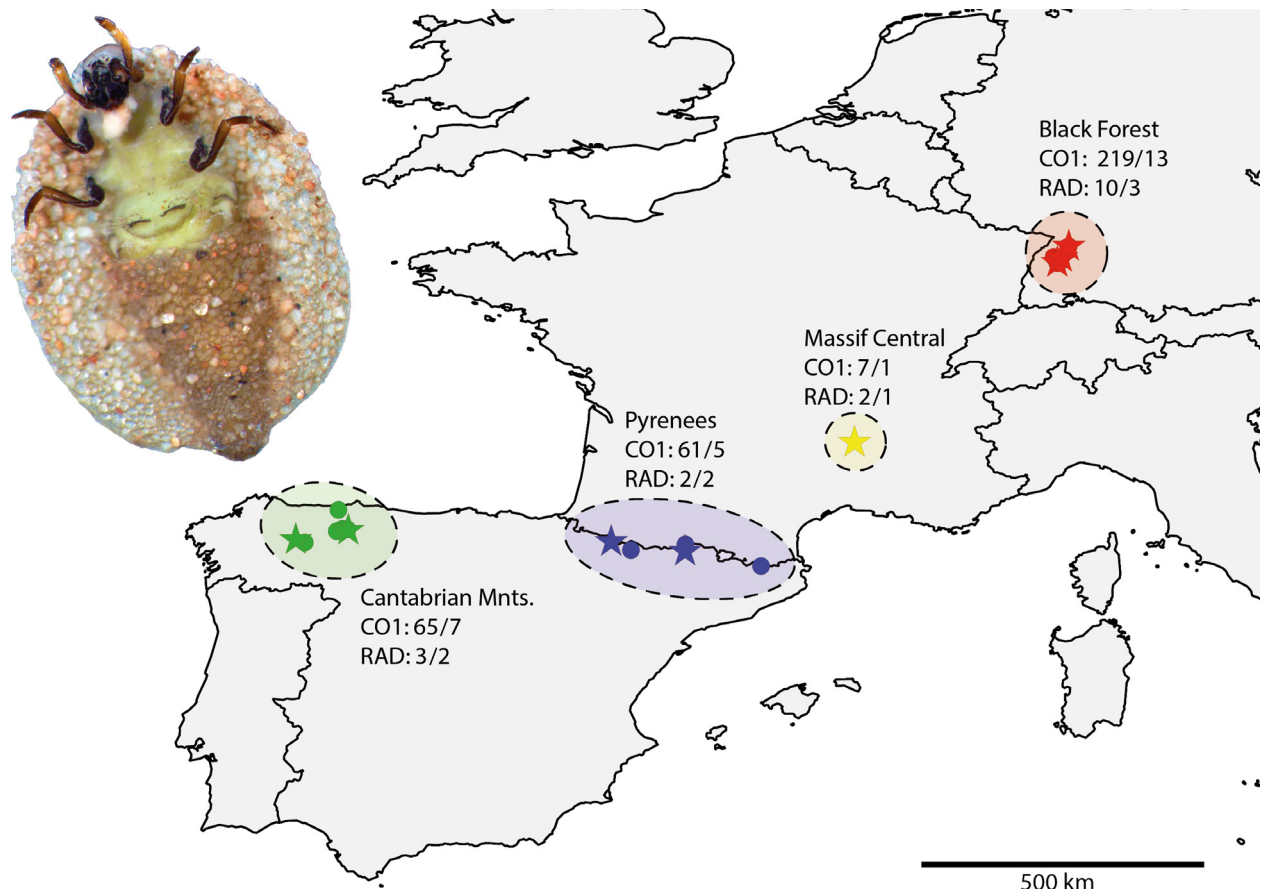 Black Forest
CO1: 219/13
RAD: 10/3
Massif Central
CO1: 7/1
RAD: 2/1
Pyrenees
CO1: 61/5
RAD: 2/2
Cantabrian Mnts.
CO1: 65/7
RAD: 3/2
500 km